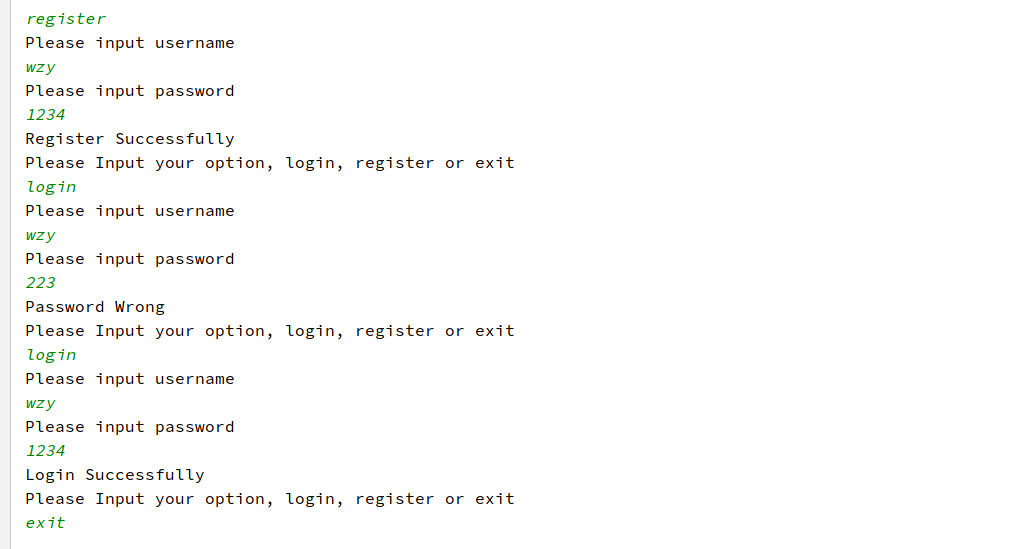 register
Please input username
wzy
Please input password
1234
Register Successfully
Please Input your option, login, register or exit
login
Please input username
wzy
Please input password
223
Password Wrong
Please Input your option, login, register or exit
login
Please input username
wzy
Please input password
1234
Login Successfully
Please Input your option, login, register or exit
exit